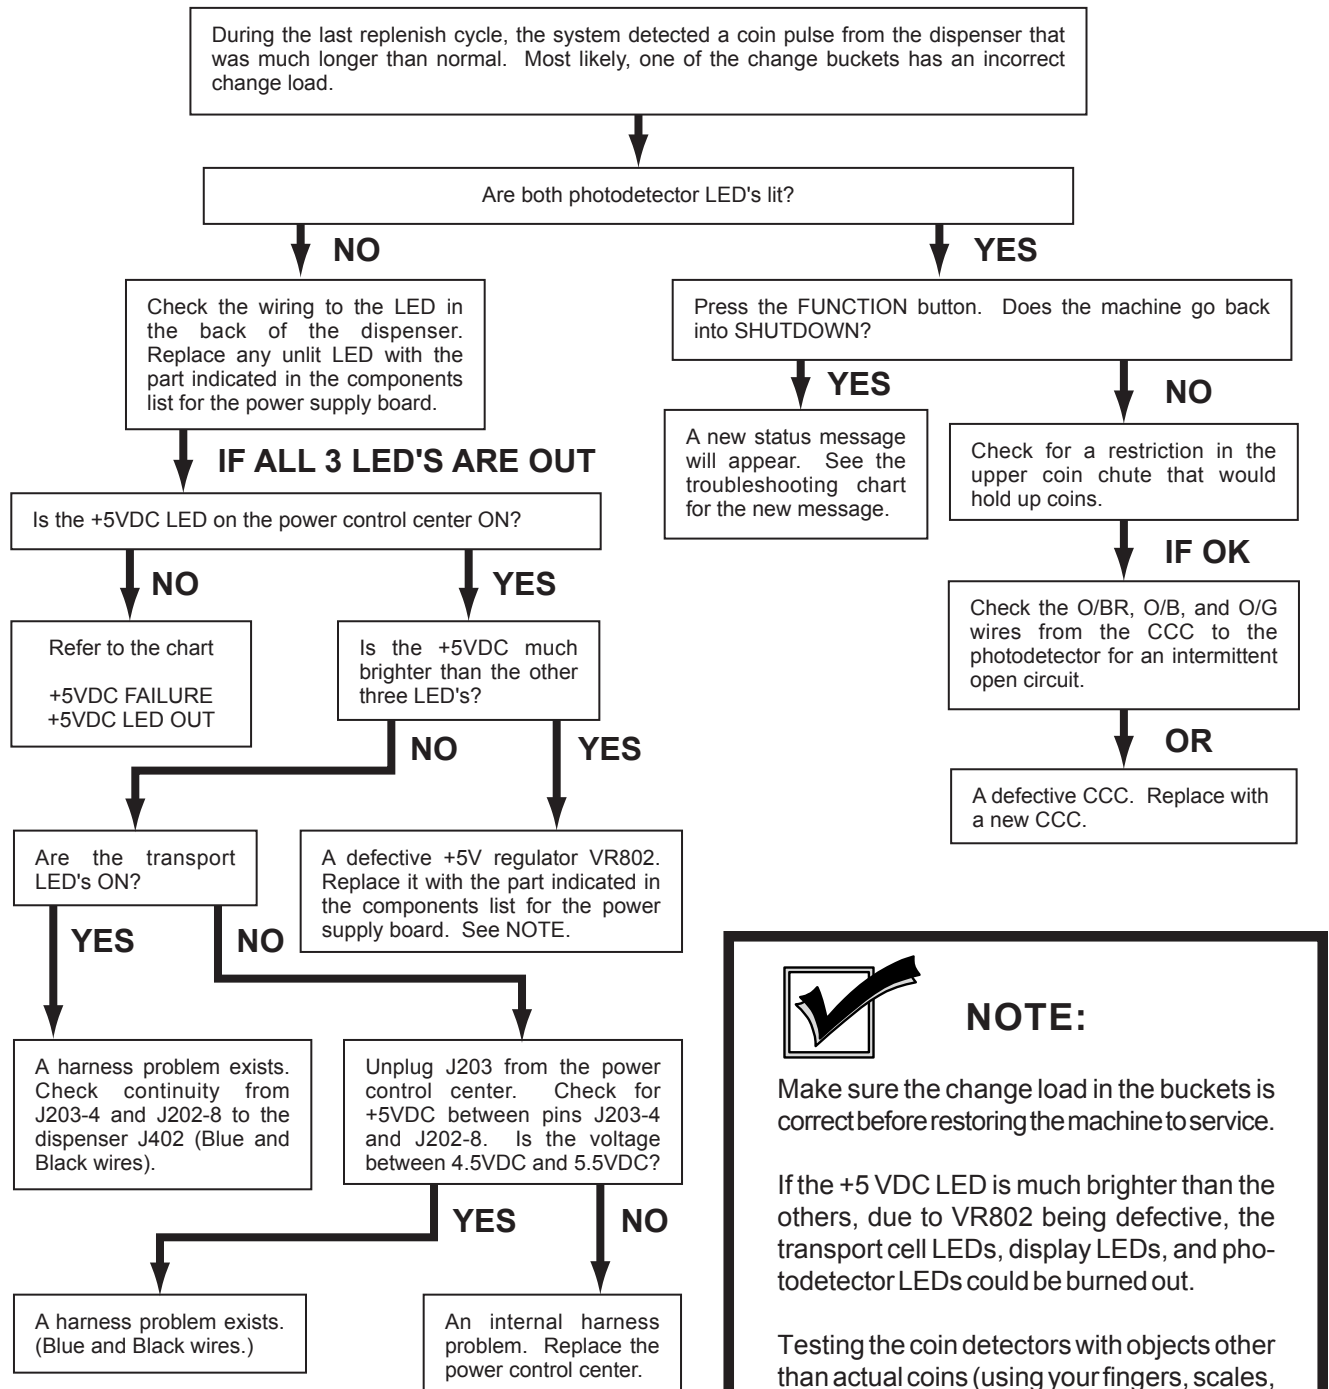 During the last replenish cycle, the system detected a coin pulse from the dispenser that
was much longer than normal. Most likely, one of the change buckets has an incorrect
change load.
Are both photodetector LED's lit?
NO
YES
Check the wiring to the LED in
the back of the dispenser.
Replace any unlit LED with the
part indicated in the components
list for the power supply board.
Press the FUNCTION button. Does the machine go back
into SHUTDOWN?
YES
NO
A new status message
will appear. See the
troubleshooting chart
for the new message.
Check for a restriction in the
upper coin chute that would
hold up coins.
IF ALL 3 LED'S ARE OUT
Is the +5VDC LED on the power control center ON?
IF OK
NO
YES
Check the O/BR, O/B, and O/G
wires from the CCC to the
photodetector for an intermittent
open circuit.
Refer to the chart
+5VDC FAILURE
+5VDC LED OUT
Is the +5VDC much
brighter than the other
three LED's?
OR
NO
YES
A defective CCC. Replace with
a new CCC.
Are the transport
LED's ON?
A defective +5V regulator VR802.
Replace it with the part indicated in
the components list for the power
supply board. See NOTE.
YES
NO
A harness problem exists.
Check continuity from
J203-4 and J202-8 to the
dispenser J402 (Blue and
Black wires).
Unplug J203 from the power
control center. Check for
+5VDC between pins J203-4
and J202-8. Is the voltage
between 4.5VDC and 5.5VDC?
YES
NO
A harness problem exists.
(Blue and Black wires.)
An internal harness
problem. Replace the
power control center.
NOTE:
Make sure the change load in the buckets is
correct before restoring the machine to service.
If the +5 VDC LED is much brighter than the
others, due to VR802 being defective, the
transport cell LEDs, display LEDs, and pho-
todetector LEDs could be burned out.
Testing the coin detectors with objects other
than actual coins (using your fingers, scales,